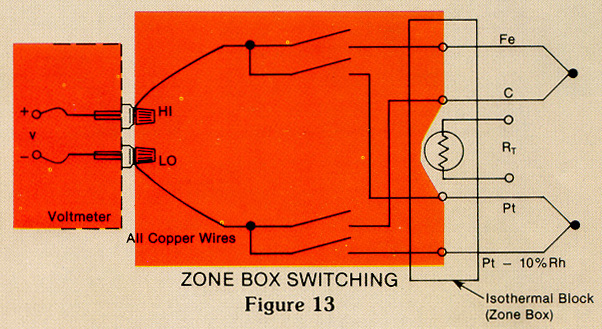 Fe
HI
+
C
v
RT
−
LO
Pt
Voltmeter
All Copper Wires
Pt − 10%Rh
ZONE BOX SWITCHING
Figure 13
Isothermal Block
(Zone Box)